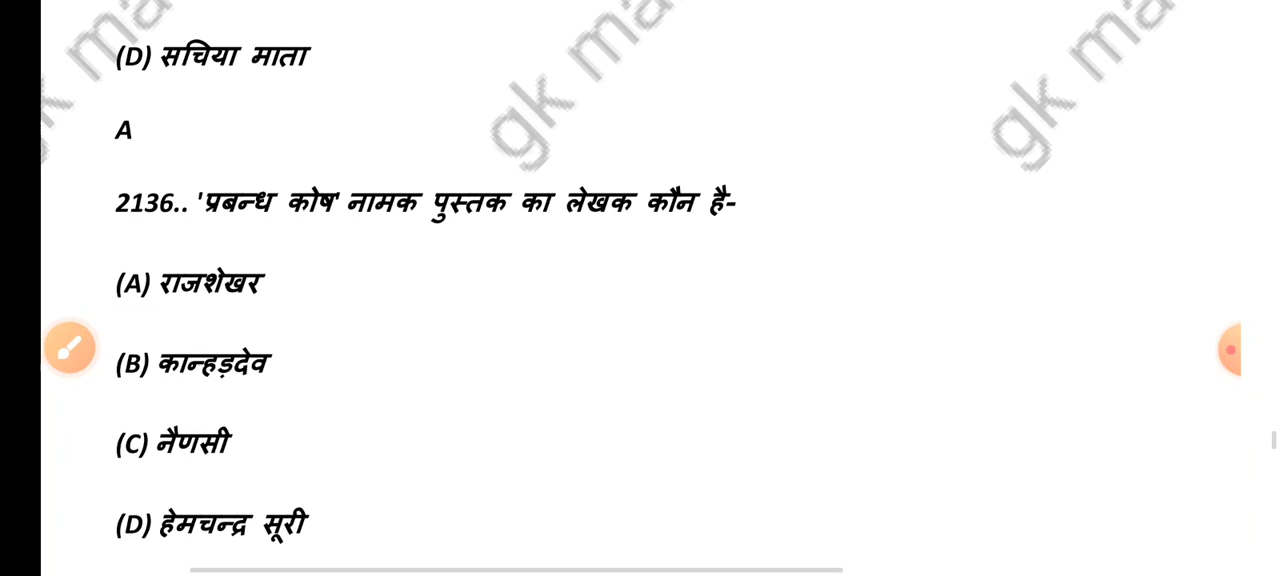 (D) सचिया माता
A
2136.. 'प्रबन्ध कोष' नामक पुस्तक का लेखक कौन है-
(A) राजशेखर
(B) कान्हड़देव
(C) नैणसी
(D) हेमचन्द्र सूरी